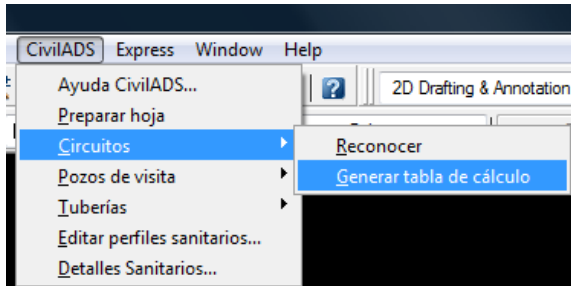 CivilADS Express Window Help
Ayuda CivilADS...
2D Drafting & Annotation
Preparar hoja
Circuitos
Reconocer
Pozos de visita
Generar tabla de cálculo
Tuberías
Editar perfiles sanitarios...
Detalles Sanitarios...